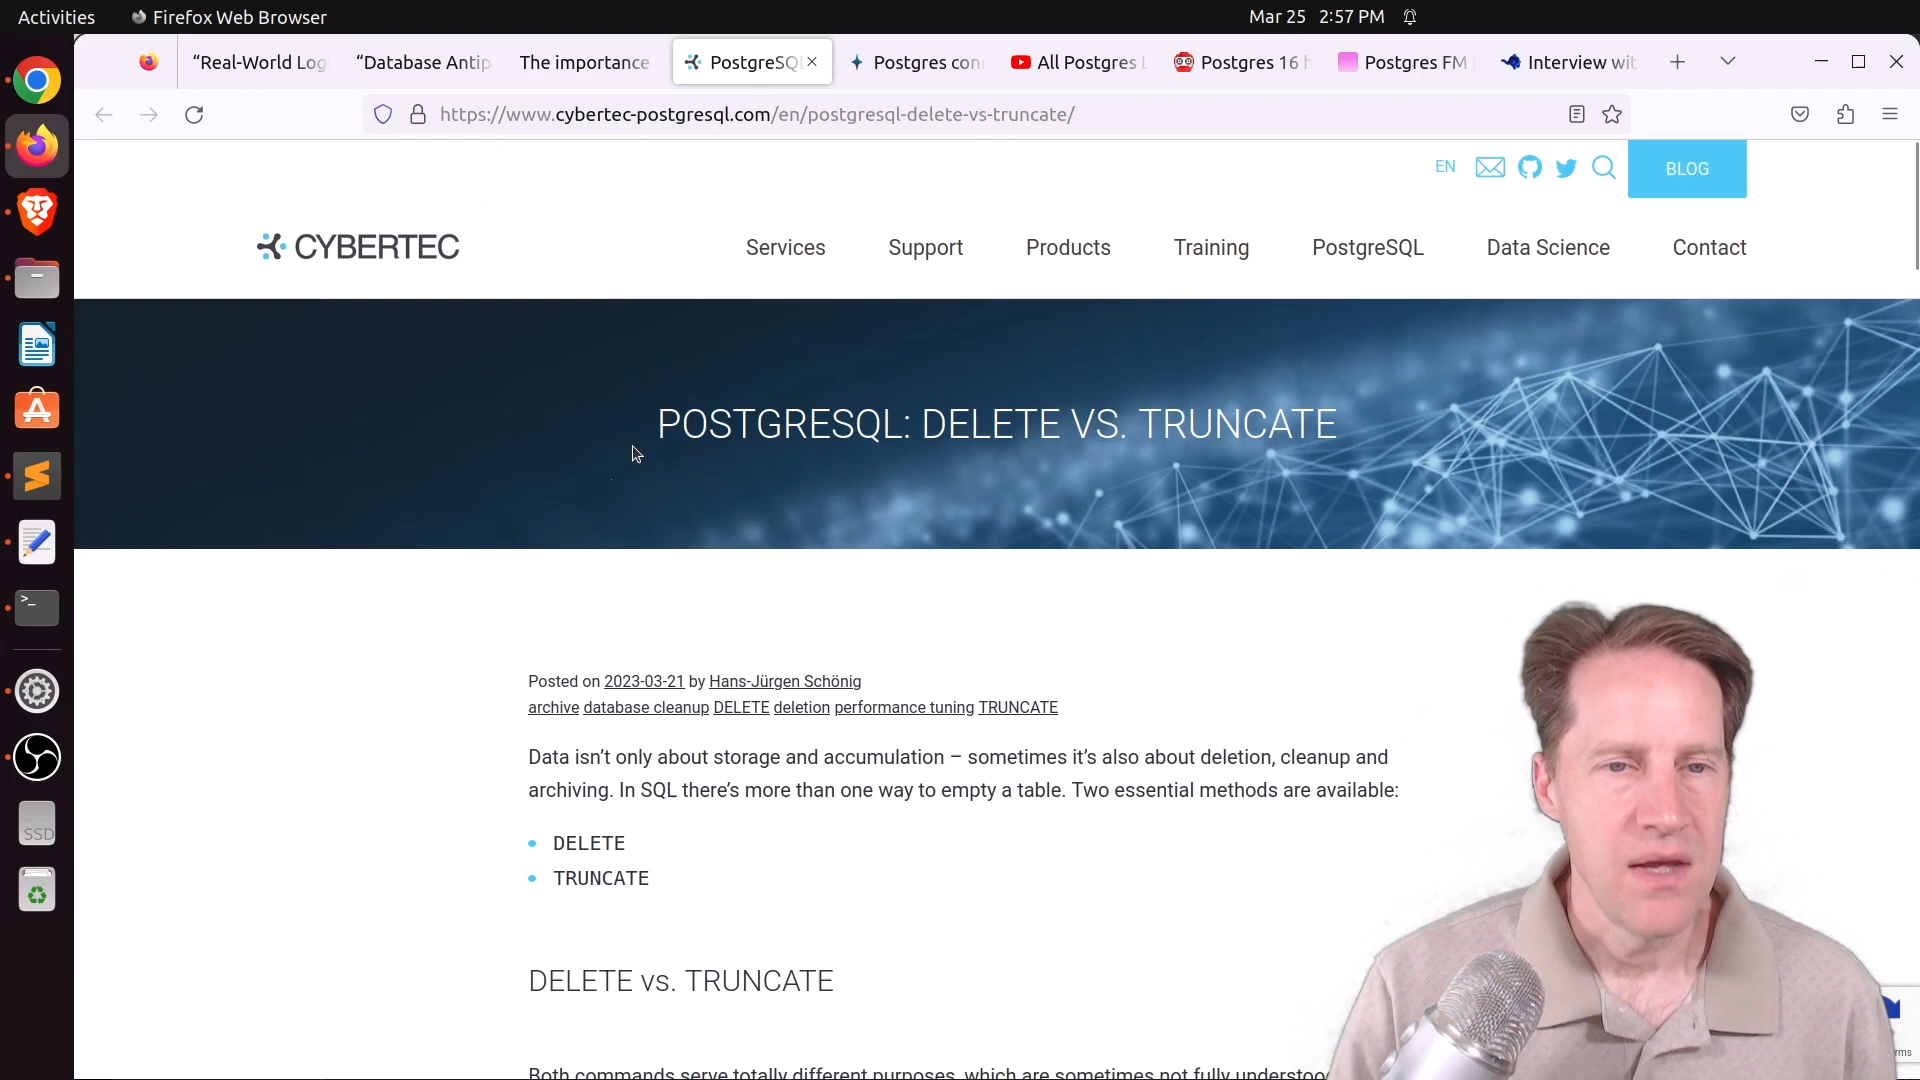 Activities
Firefox Web Browser
Mar 25 2:57 PM
“Real-World Log
“Database Antip
The importance
PostgreSQL
Postgres con
All Postgres L
Postgres 16 h
Postgres FM
Interview wit
https://www.cybertec-postgresql.com/en/postgresql-delete-vs-truncate/
EN
BLOG
CYBERTEC
Services
Support
Products
Training
PostgreSQL
Data Science
Contact
POSTGRESQL: DELETE VS. TRUNCATE
Posted on 2023-03-21 by Hans-Jürgen Schönig
archive database cleanup DELETE deletion performance tuning TRUNCATE
Data isn’t only about storage and accumulation – sometimes it’s also about deletion, cleanup and
archiving. In SQL there’s more than one way to empty a table. Two essential methods are available:
DELETE
TRUNCATE
DELETE vs. TRUNCATE
Both commands serve totally different purposes, which are sometimes not fully understoo
SSD
rms